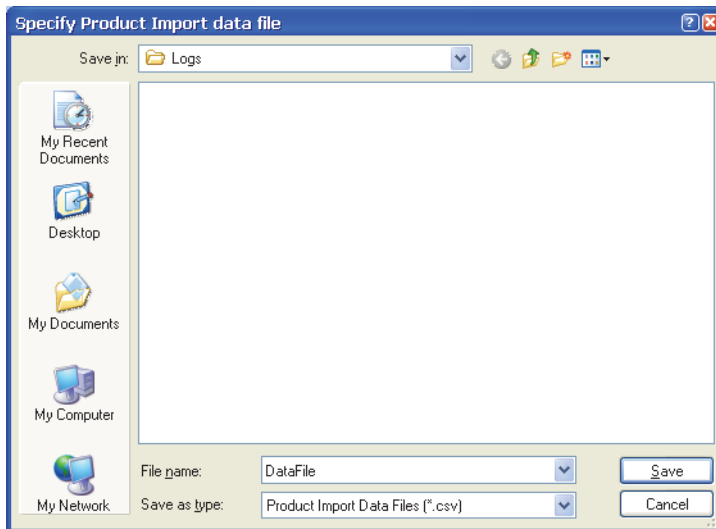 Specify Product Import data file
Save in:
Logs
My Recent
Documents
Desktop
My Documents
My Computer
My Network
File name:
DataFile
Save
Save as type:
Product Import Data Files (*.csv)
Cancel